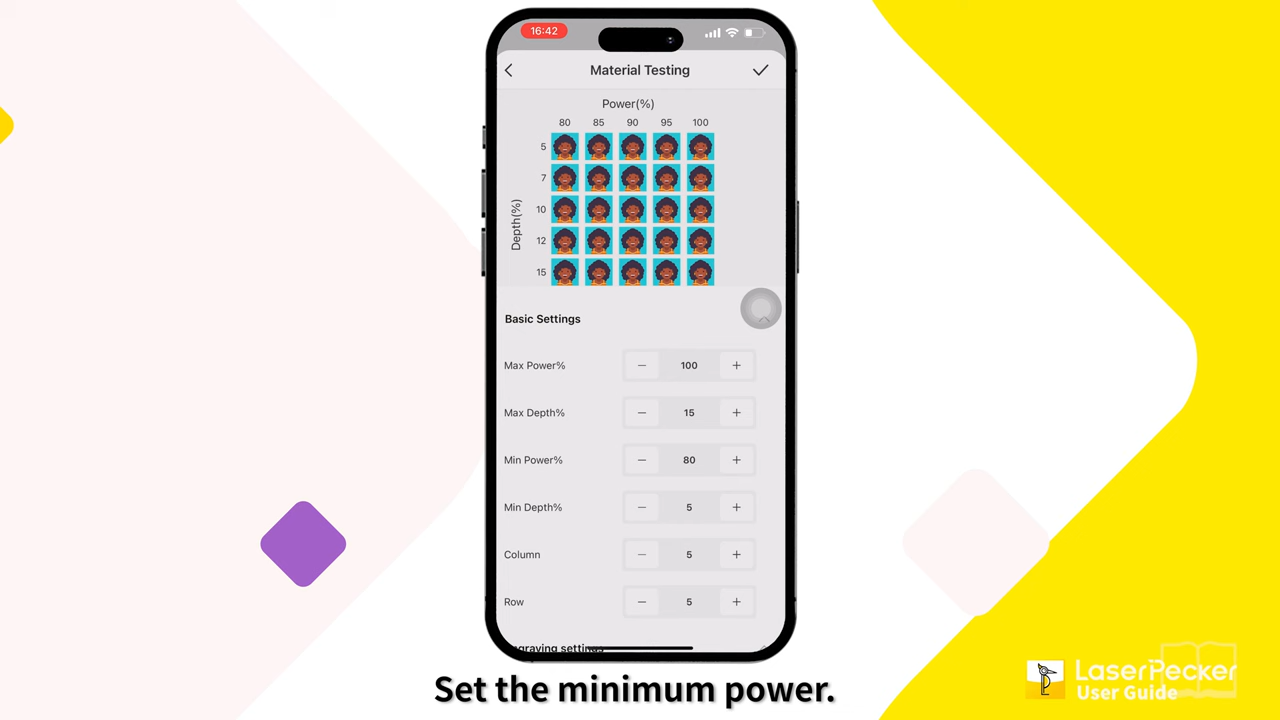 16:42
Material Testing
Power(%)
80 85 90 95 100
5
7
10
12
15
Depth(%)
Basic Settings
Max Power% − 100 +
Max Depth% − 15 +
Min Power% − 80 +
Min Depth% − 5 +
Column − 5 +
Row − 5 +
ngraving settings
Set the minimum power.
LaserPecker
User Guide